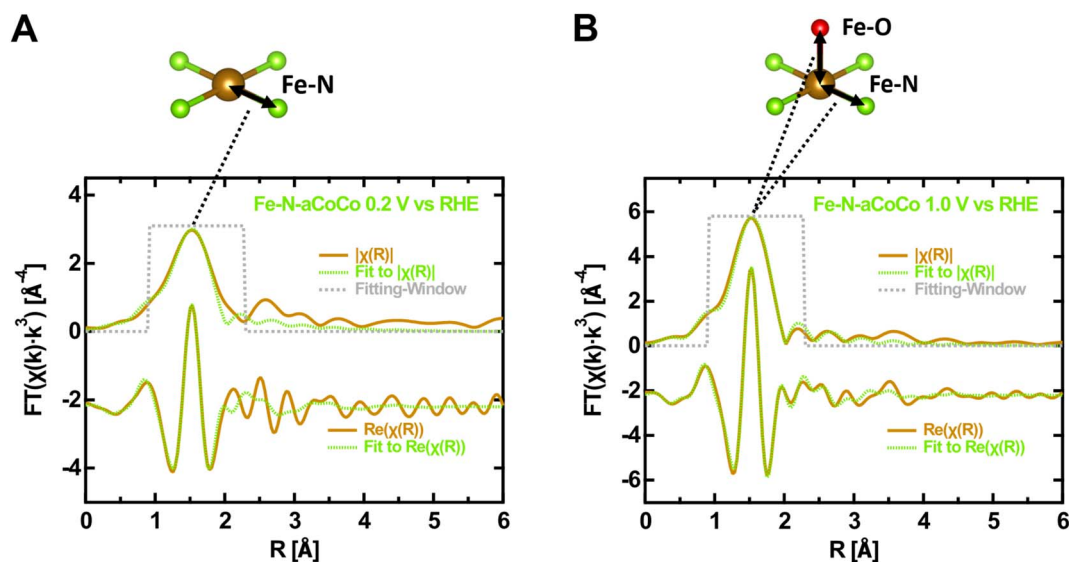 A
Fe-N
Fe-N-aCoCo 0.2 V vs RHE
|χ(R)|
Fit to |χ(R)|
Fitting-Window
Re(χ(R))
Fit to Re(χ(R))
FT(χ(k)·k³) [Å⁻⁴]
4
2
0
-2
-4
0
1
2
3
4
5
6
R [Å]
B
Fe-O
Fe-N
Fe-N-aCoCo 1.0 V vs RHE
|χ(R)|
Fit to |χ(R)|
Fitting-Window
Re(χ(R))
Fit to Re(χ(R))
FT(χ(k)·k³) [Å⁻⁴]
6
4
2
0
-2
-4
-6
0
1
2
3
4
5
6
R [Å]